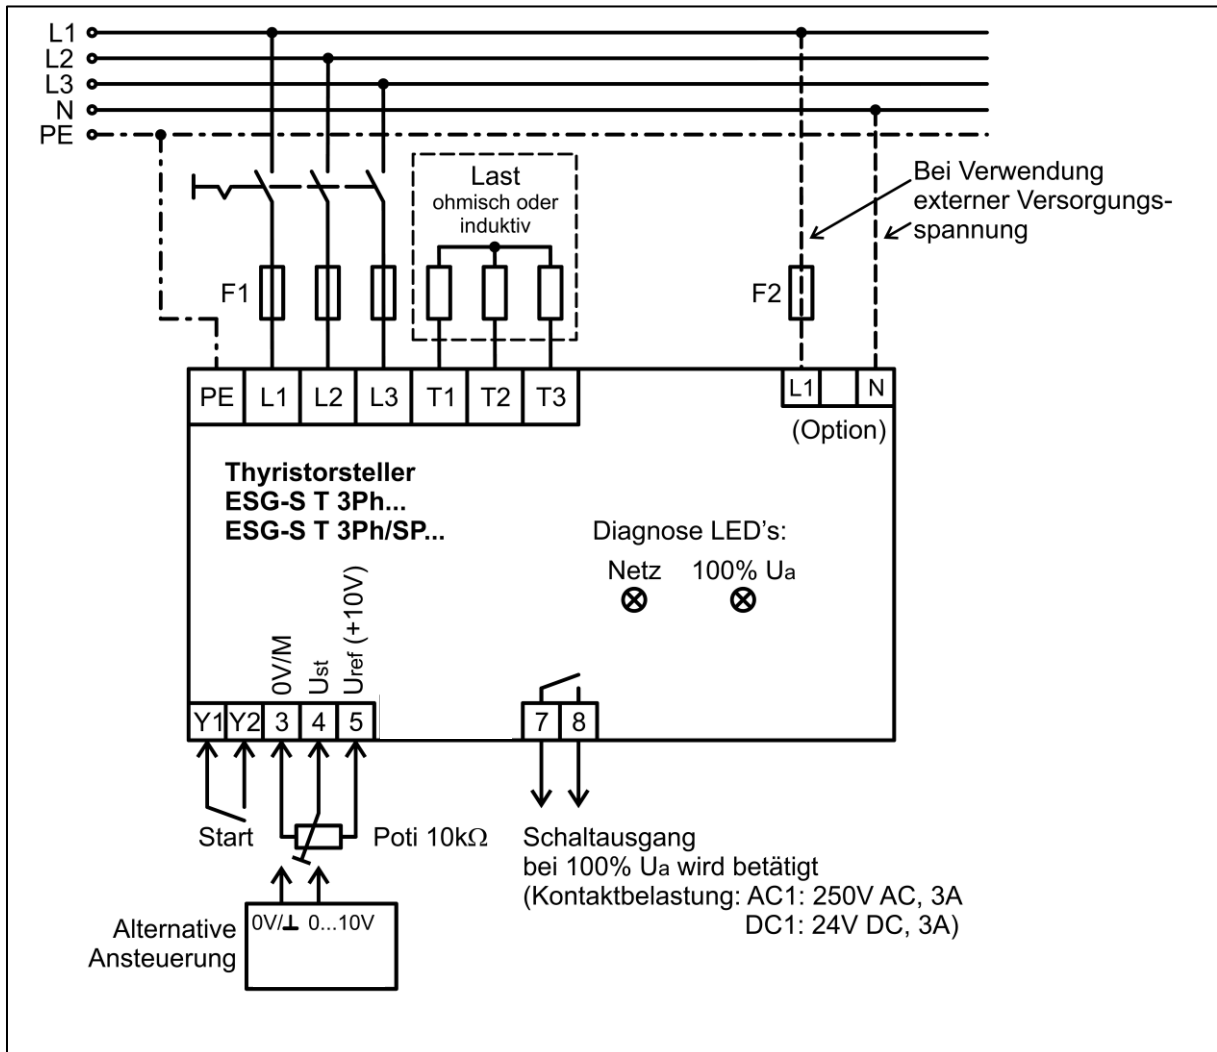 L1
L2
L3
N
PE
Last
ohmisch oder
induktiv
Bei Verwendung
externer Versorgungs-
spannung
F1
F2
PE L1 L2 L3 T1 T2 T3
L1 N
(Option)
Thyristorsteller
ESG-S T 3Ph...
ESG-S T 3Ph/SP...
Diagnose LED's:
Netz 100% Ua
0V/M
Ust
Uref (+10V)
Y1 Y2 3 4 5
7 8
Start
Poti 10kΩ
Schaltausgang
bei 100% Ua wird betätigt
(Kontaktbelastung: AC1: 250V AC, 3A
DC1: 24V DC, 3A)
Alternative
Ansteuerung
0V/⊥ 0...10V